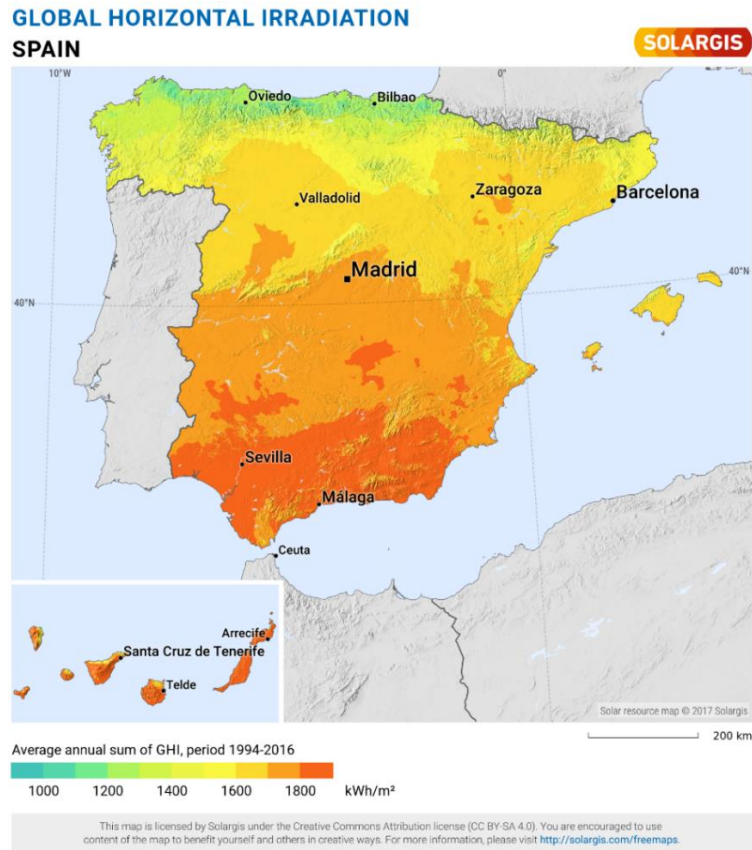 GLOBAL HORIZONTAL IRRADIATION
SPAIN
SOLARGIS
10°W
0°
Oviedo
Bilbao
Valladolid
Zaragoza
Barcelona
Madrid
40°N
40°N
Sevilla
Málaga
Ceuta
Arrecife
Santa Cruz de Tenerife
Telde
Solar resource map © 2017 Solargis
200 km
Average annual sum of GHI, period 1994-2016
1000 1200 1400 1600 1800 kWh/m²
This map is licensed by Solargis under the Creative Commons Attribution license (CC BY-SA 4.0). You are encouraged to use
content of the map to benefit yourself and others in creative ways. For more information, please visit http://solargis.com/freemaps.